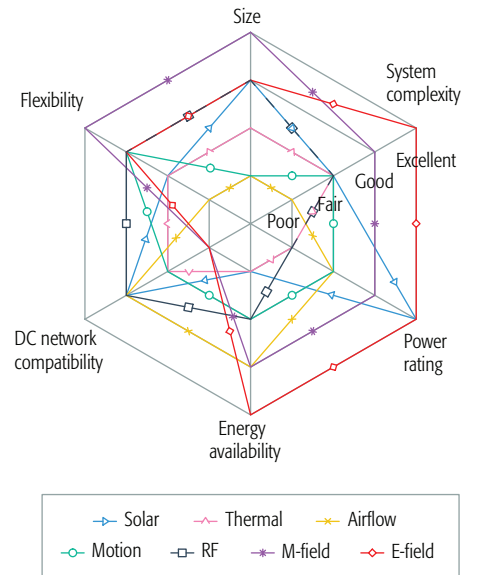 Size
System
complexity
Flexibility
Excellent
Good
Fair
Poor
DC network
compatibility
Power
rating
Energy
availability
Solar Thermal Airflow
Motion RF M-field E-field